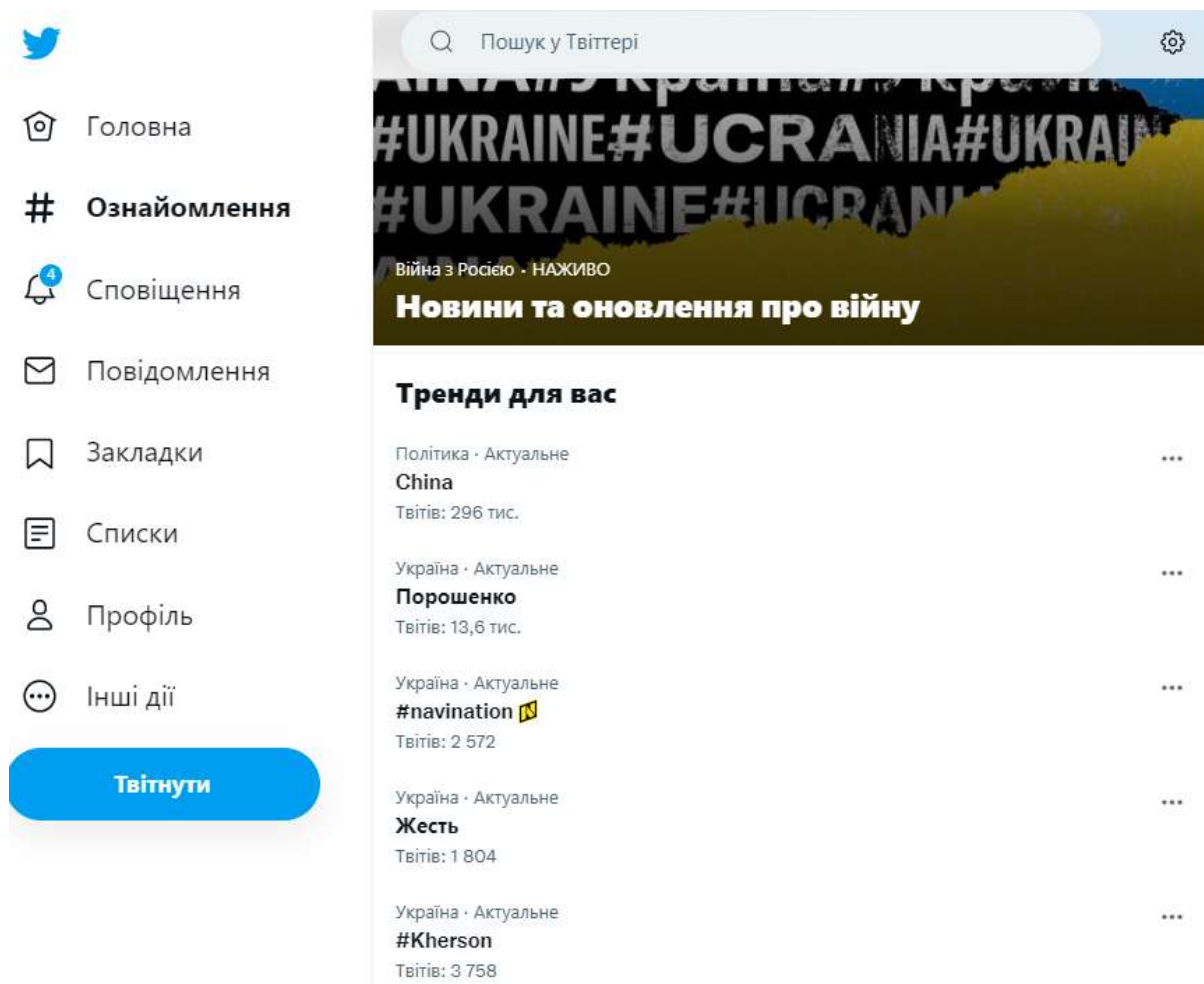 Головна
Ознайомлення
4
Сповіщення
Повідомлення
Закладки
Списки
Профіль
Інші дії
Твітнути
Пошук у Твіттері
#UKRAINE#UCRANIA#UKRAIN
#UKRAINE#UCRANIA
Війна з Росією · НАЖИВО
Новини та оновлення про війну
Тренди для вас
Політика · Актуальне
China
Твітів: 296 тис.
Україна · Актуальне
Порошенко
Твітів: 13,6 тис.
Україна · Актуальне
#navination
Твітів: 2 572
Україна · Актуальне
Жесть
Твітів: 1 804
Україна · Актуальне
#Kherson
Твітів: 3 758